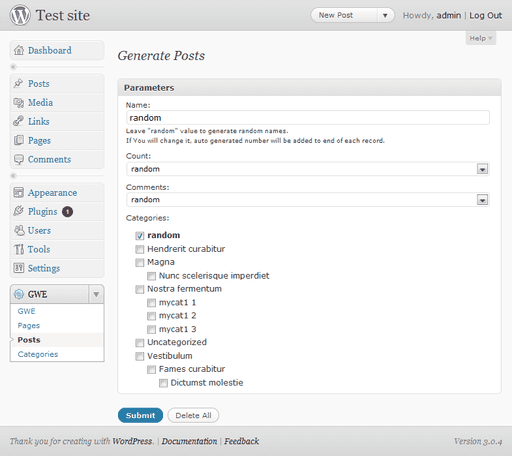 Test site
New Post
Howdy, admin | Log Out
Help
Dashboard
Posts
Media
Links
Pages
Comments
Appearance
Plugins 1
Users
Tools
Settings
GWE
GWE
Pages
Posts
Categories
Generate Posts
Parameters
Name:
random
Leave "random" value to generate random names.
If You will change it, auto generated number will be added to end of each record.
Count:
random
Comments:
random
Categories:
random
Hendrerit curabitur
Magna
Nunc scelerisque imperdiet
Nostra fermentum
mycat1 1
mycat1 2
mycat1 3
Uncategorized
Vestibulum
Fames curabitur
Dictumst molestie
Submit
Delete All
Thank you for creating with WordPress. | Documentation | Feedback
Version 3.0.4